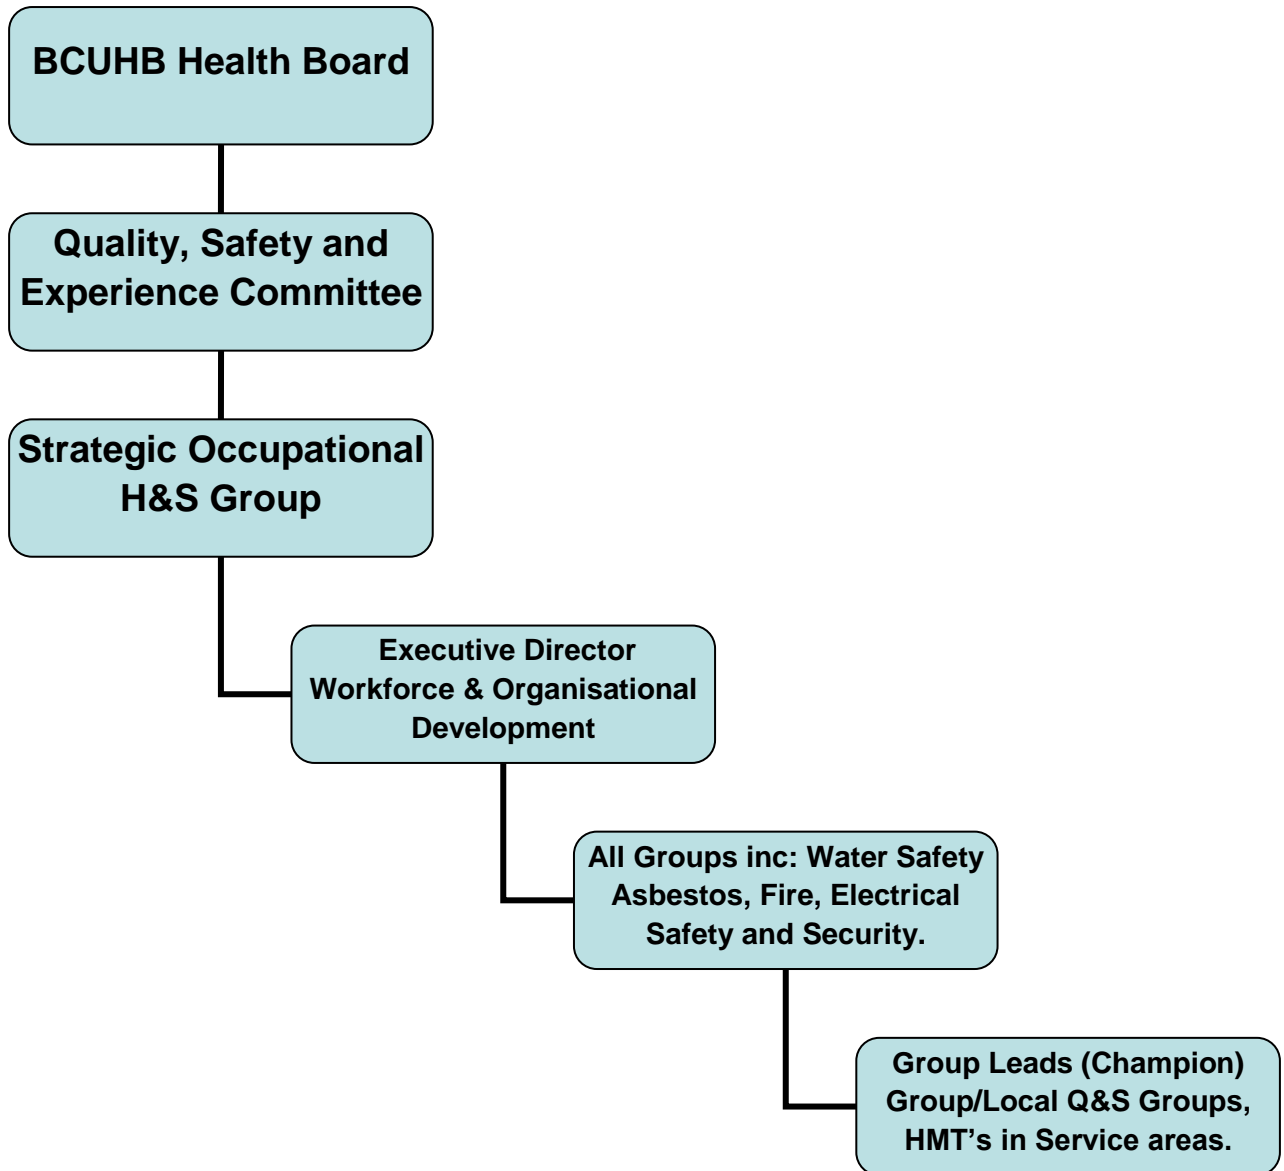 BCUHB Health Board
Quality, Safety and
Experience Committee
Strategic Occupational
H&S Group
Executive Director
Workforce & Organisational
Development
All Groups inc: Water Safety
Asbestos, Fire, Electrical
Safety and Security.
Group Leads (Champion)
Group/Local Q&S Groups,
HMT’s in Service areas.